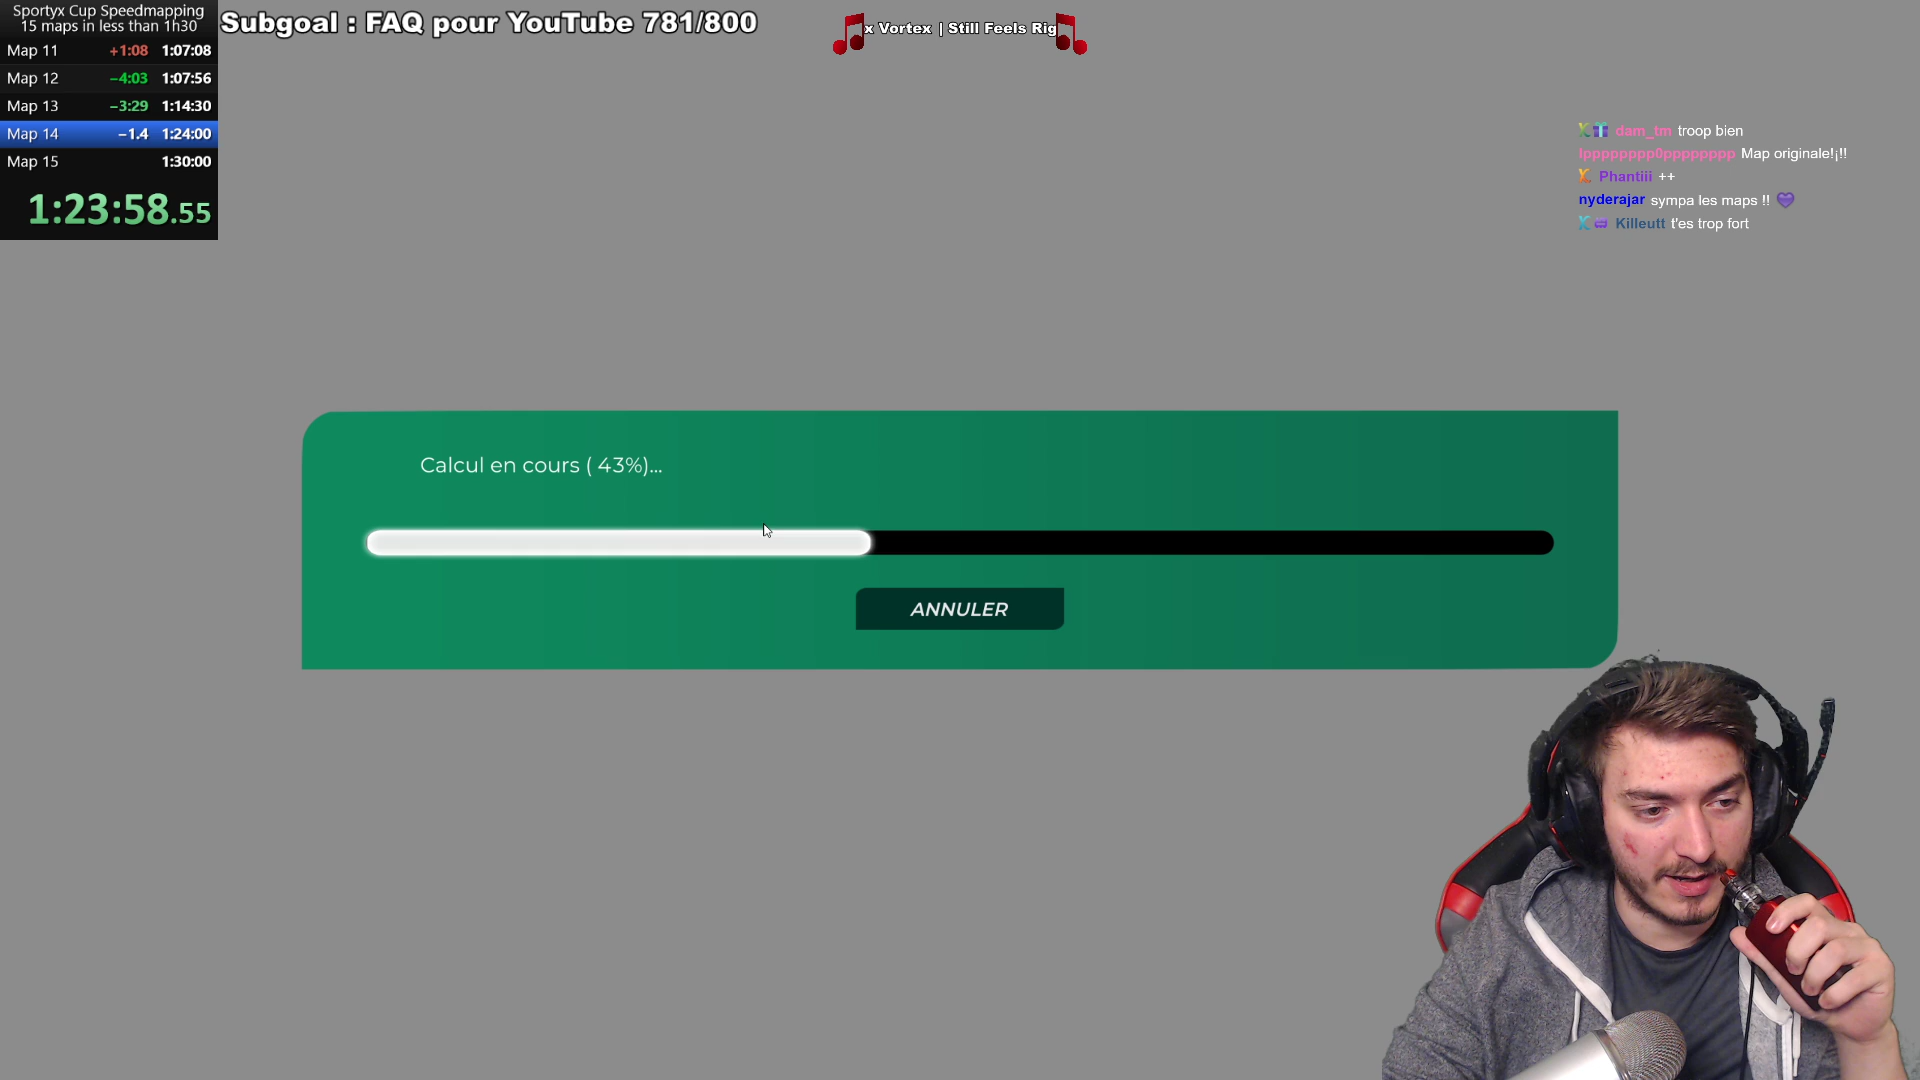 Sportyx Cup Speedmapping
15 maps in less than 1h30
Map 11 +1:08 1:07:08
Map 12 −4:03 1:07:56
Map 13 −3:29 1:14:30
Map 14 −1.4 1:24:00
Map 15 1:30:00
1:23:58.55
Subgoal : FAQ pour YouTube 781/800
x Vortex | Still Feels Rig
dam_tm troop bien
lpppppppp0pppppppp Map originale!¡!!
Phantiii ++
nyderajar sympa les maps !! 💜
Killeutt t'es trop fort
Calcul en cours ( 43%)...
ANNULER